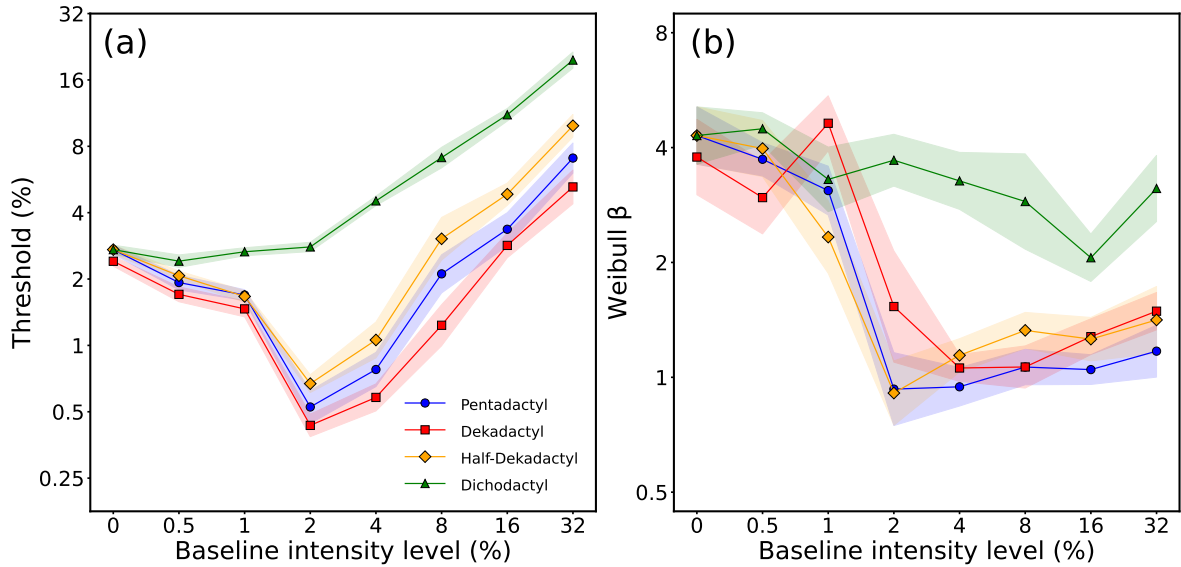 (a)
32
16
8
4
2
1
0.5
0.25
Threshold (%)
0 0.5 1 2 4 8 16 32
Baseline intensity level (%)
Pentadactyl
Dekadactyl
Half-Dekadactyl
Dichodactyl
(b)
8
4
2
1
0.5
Weibull β
0 0.5 1 2 4 8 16 32
Baseline intensity level (%)